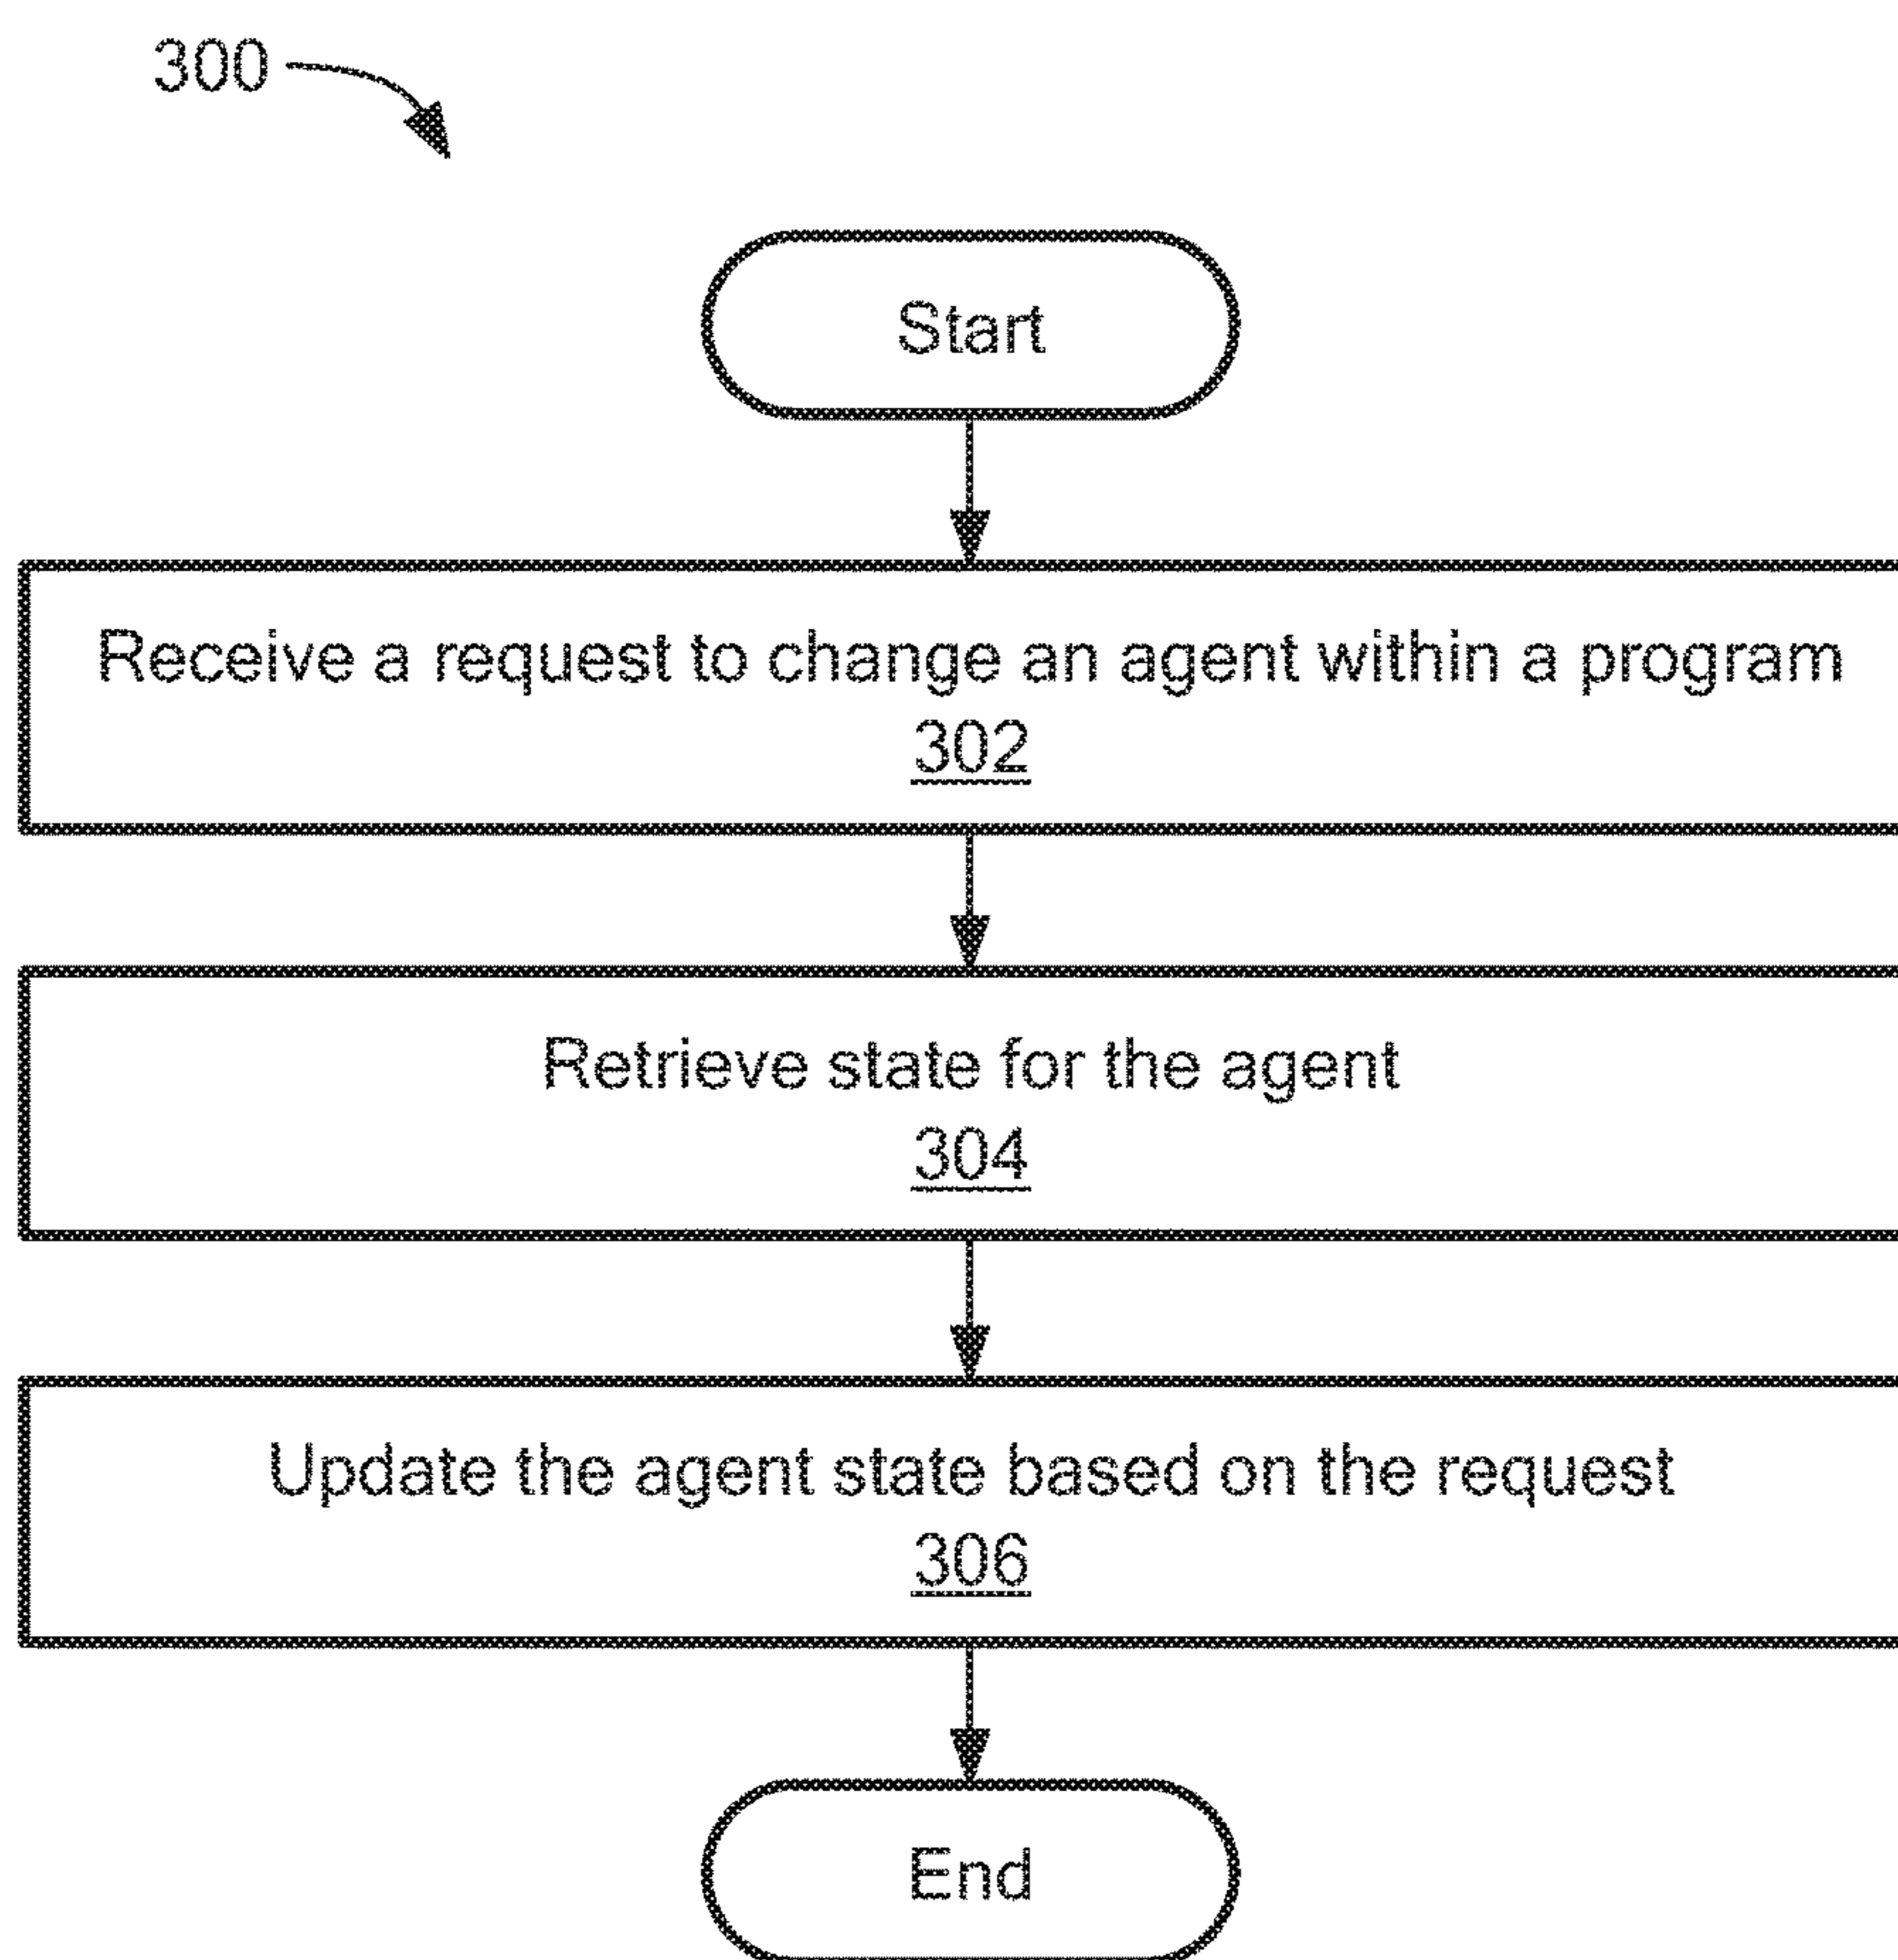 300
Start
Receive a request to change an agent within a program
302
Retrieve state for the agent
304
Update the agent state based on the request
306
End